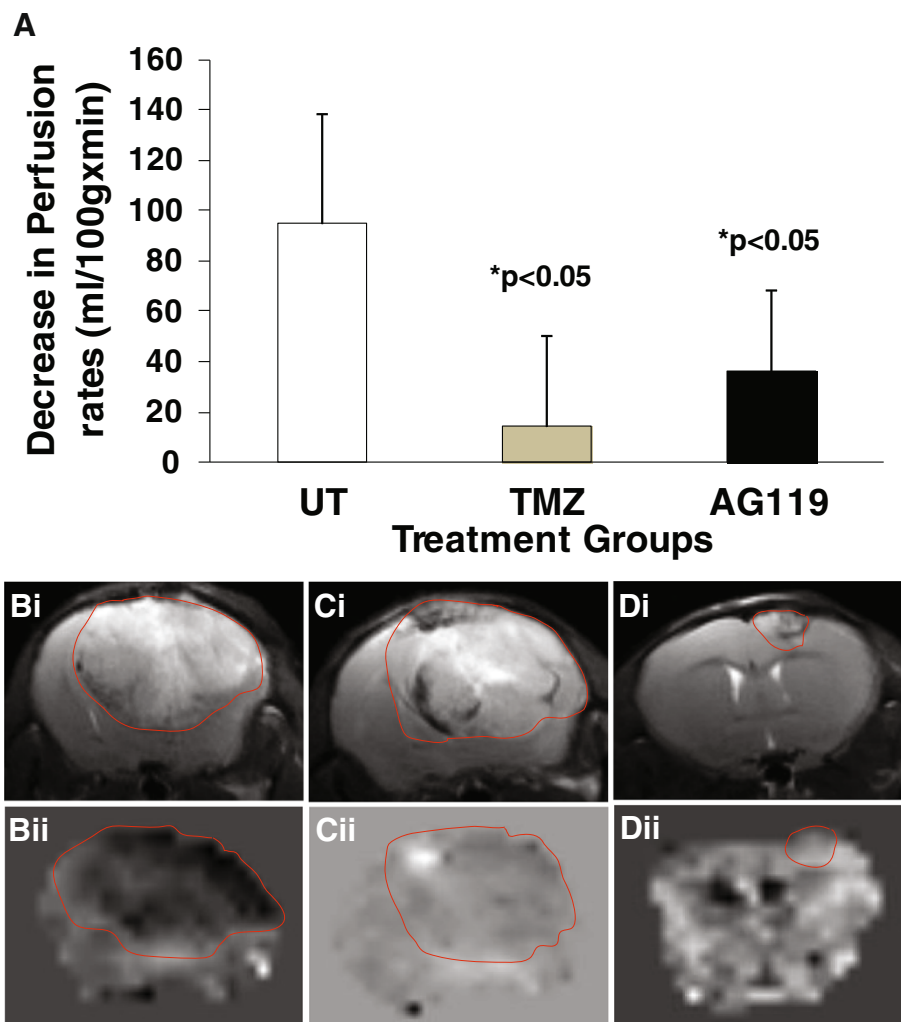 A
Decrease in Perfusion
rates (ml/100gxmin)
160
140
120
100
80
60
40
20
0
*p<0.05
*p<0.05
UT TMZ AG119
Treatment Groups
Bi Ci Di
Bii Cii Dii